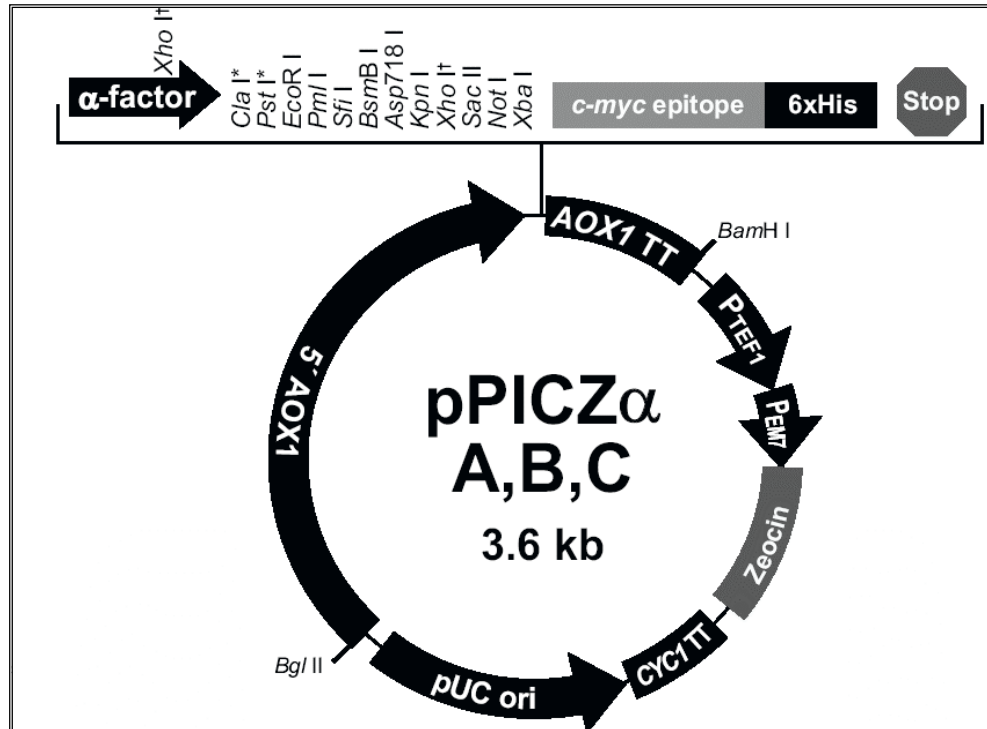 Xho I†
α-factor
Cla I*
Pst I*
EcoR I
Pml I
Sfi I
BsmB I
Asp718 I
Kpn I
Xho I†
Sac II
Not I
Xba I
c-myc epitope
6xHis
Stop
AOX1 TT
BamH I
PTEF1
PEM7
Zeocin
CYC1 TT
pUC ori
Bgl II
5´ AOX1
pPICZα
A,B,C
3.6 kb